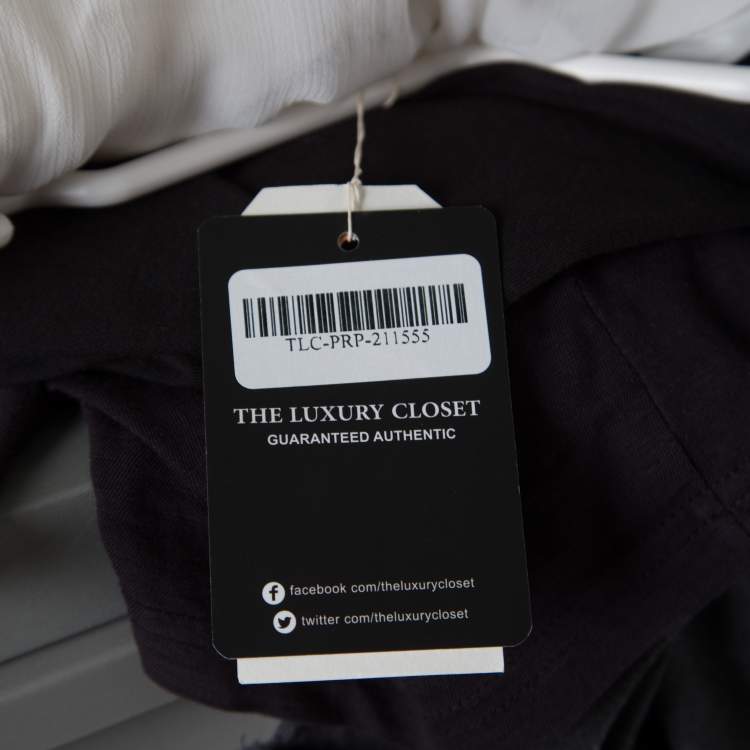 TLC-PRP-211555
THE LUXURY CLOSET
GUARANTEED AUTHENTIC
facebook com/theluxurycloset
twitter com/theluxurycloset